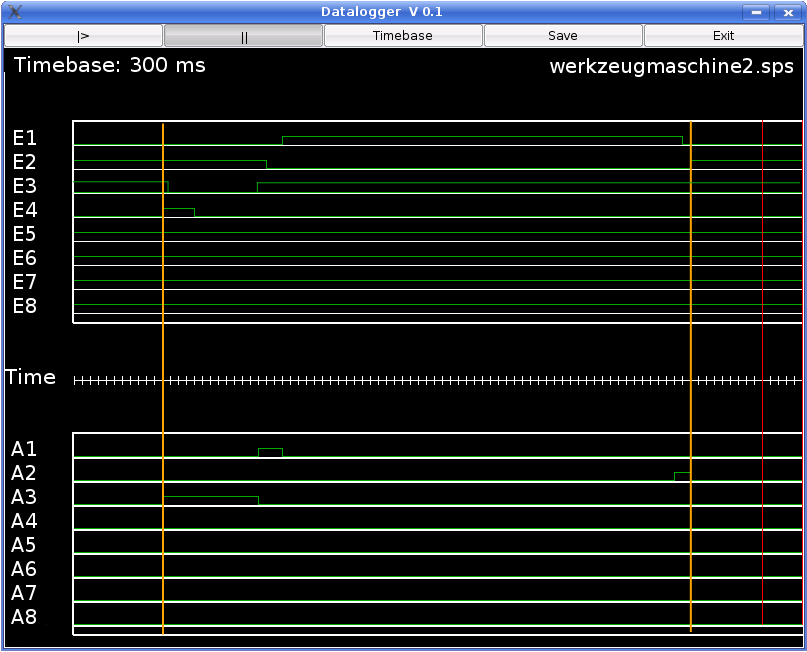 Datalogger V 0.1
|> || Timebase Save Exit
Timebase: 300 ms
werkzeugmaschine2.sps
E1
E2
E3
E4
E5
E6
E7
E8
Time
A1
A2
A3
A4
A5
A6
A7
A8